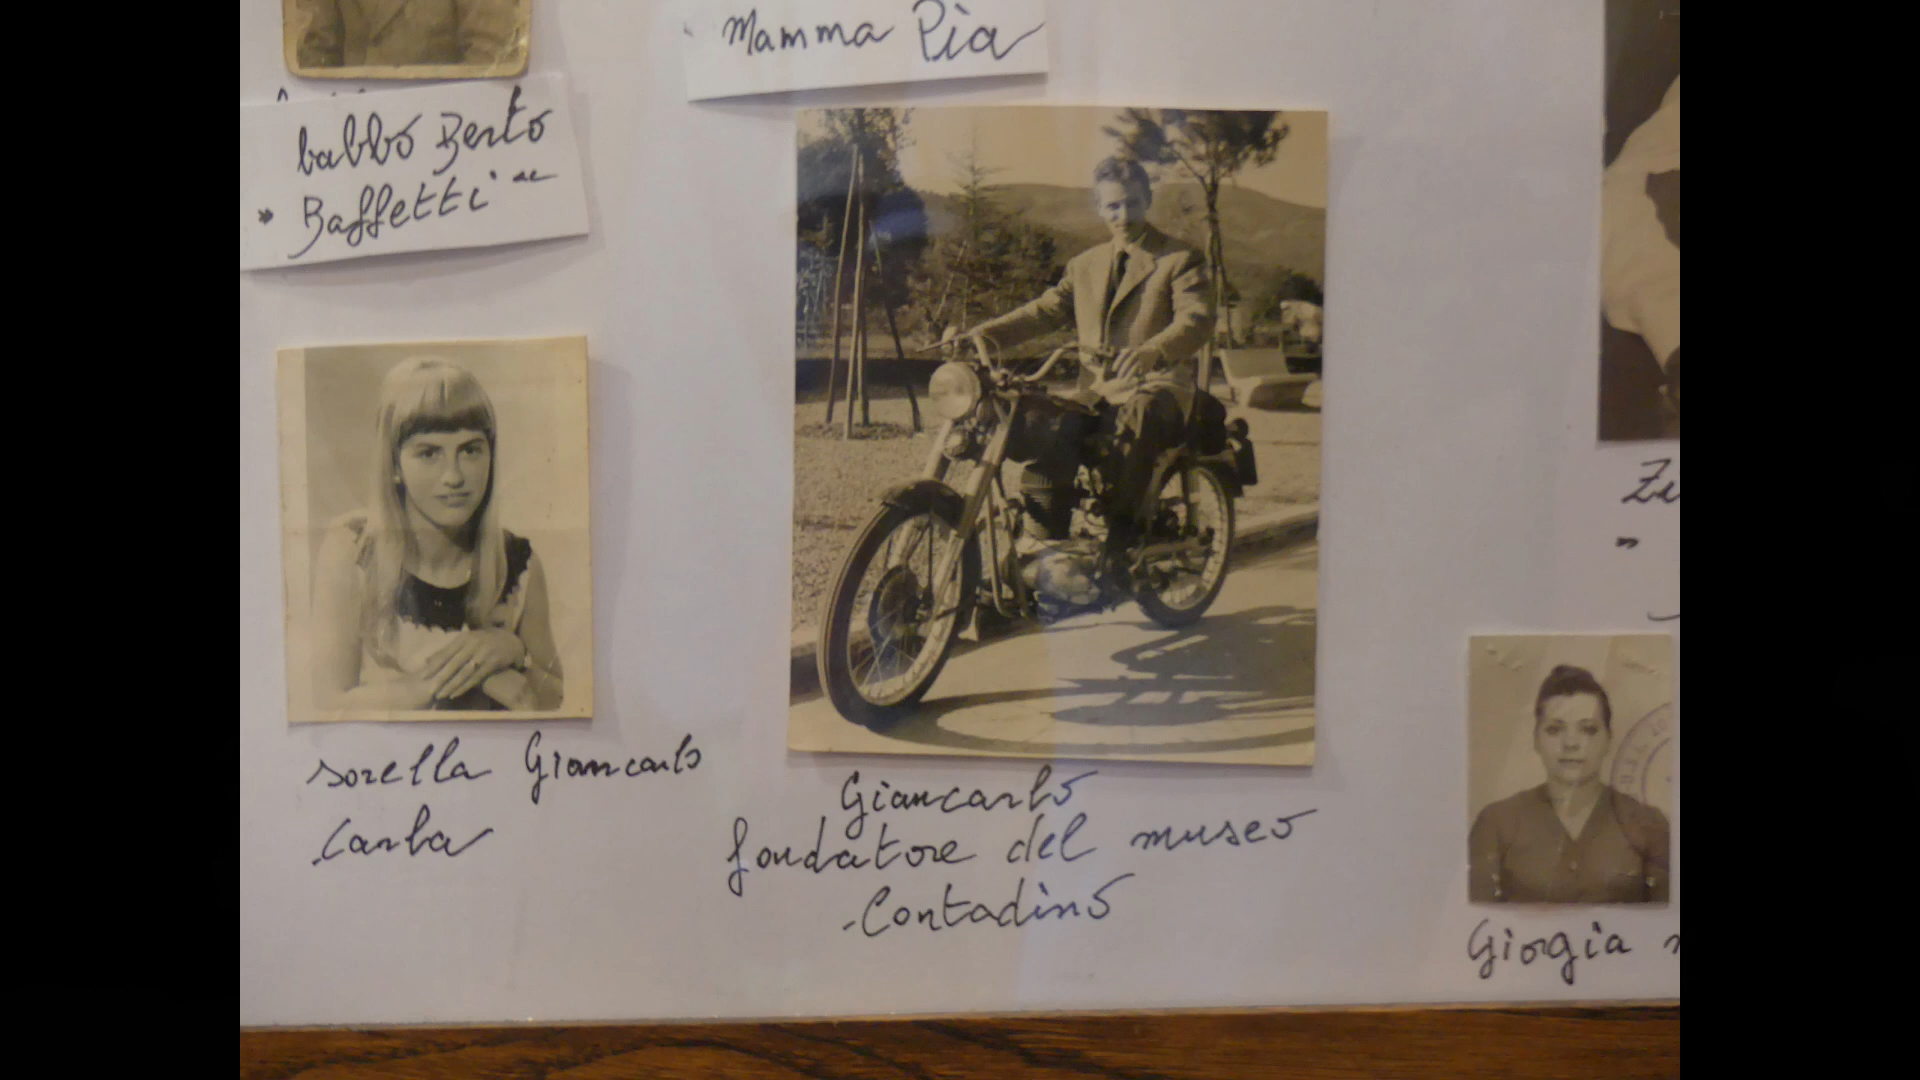 Mamma Pia
babbo Berto
" Baffetti"
sorella Giancarlo
Carla
Giancarlo
fondatore del museo
Contadino
Giorgia